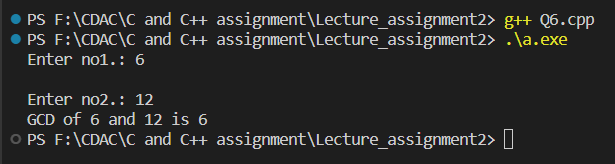 PS F:\CDAC\C and C++ assignment\Lecture_assignment2> g++ Q6.cpp
PS F:\CDAC\C and C++ assignment\Lecture_assignment2> .\a.exe
Enter no1.: 6
Enter no2.: 12
GCD of 6 and 12 is 6
PS F:\CDAC\C and C++ assignment\Lecture_assignment2>